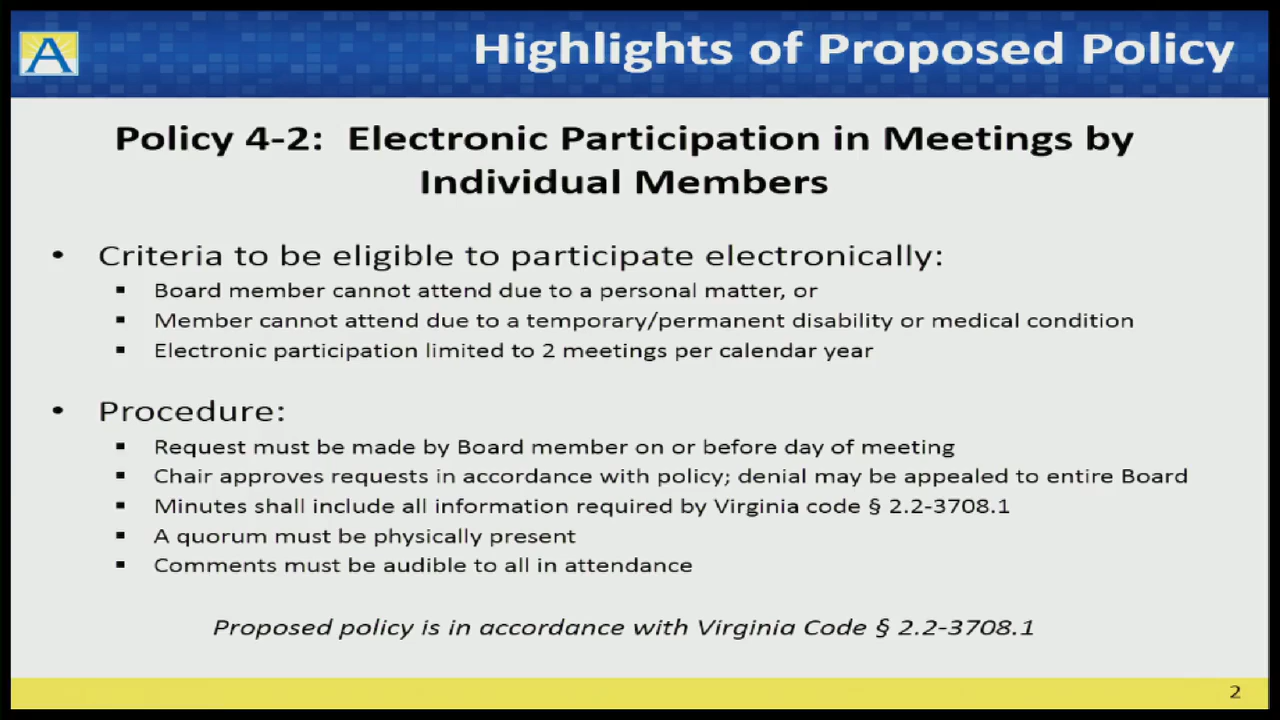 A
Highlights of Proposed Policy
Policy 4-2: Electronic Participation in Meetings by
Individual Members
• Criteria to be eligible to participate electronically:
▪ Board member cannot attend due to a personal matter, or
▪ Member cannot attend due to a temporary/permanent disability or medical condition
▪ Electronic participation limited to 2 meetings per calendar year
• Procedure:
▪ Request must be made by Board member on or before day of meeting
▪ Chair approves requests in accordance with policy; denial may be appealed to entire Board
▪ Minutes shall include all information required by Virginia code § 2.2-3708.1
▪ A quorum must be physically present
▪ Comments must be audible to all in attendance
Proposed policy is in accordance with Virginia Code § 2.2-3708.1
2